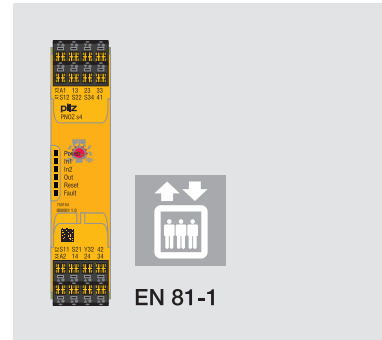 A1 13 23 33
S12 S22 S34 41
pilz
PNOZ s4
Power
In1
In2
Out
Reset
Fault
S11 S21 Y32 42
A2 14 24 34
EN 81-1